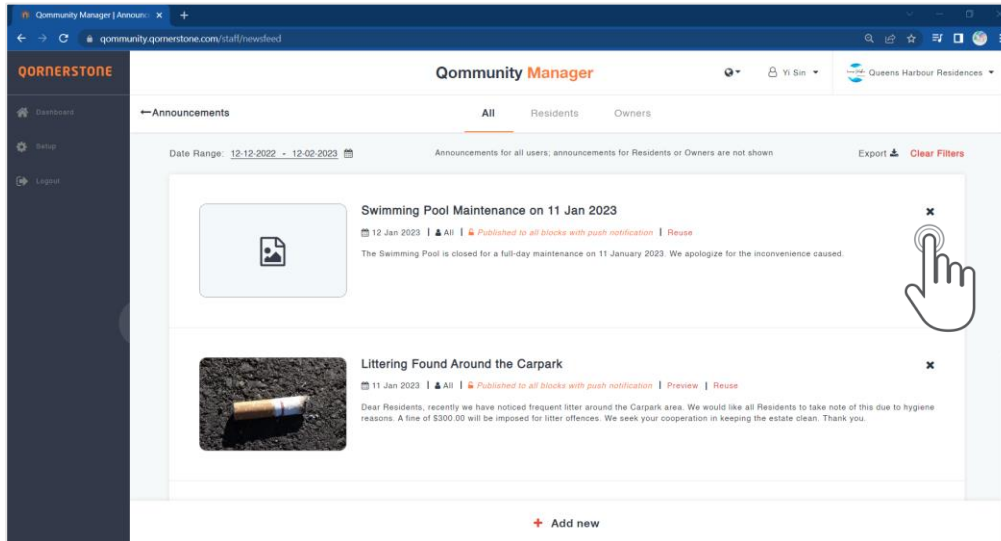 Qommunity Manager | Announc
qommunity.qornerstone.com/staff/newsfeed
QORNERSTONE
Qommunity Manager
Yi Sin
Queens Harbour Residences
Dashboard
Setup
Logout
←Announcements
All
Residents
Owners
Date Range: 12-12-2022 - 12-02-2023
Announcements for all users; announcements for Residents or Owners are not shown
Export
Clear Filters
Swimming Pool Maintenance on 11 Jan 2023
12 Jan 2023 | All | Published to all blocks with push notification | Reuse
The Swimming Pool is closed for a full-day maintenance on 11 January 2023. We apologize for the inconvenience caused.
Littering Found Around the Carpark
11 Jan 2023 | All | Published to all blocks with push notification | Preview | Reuse
Dear Residents, recently we have noticed frequent litter around the Carpark area. We would like all Residents to take note of this due to hygiene
reasons. A fine of $300.00 will be imposed for litter offences. We seek your cooperation in keeping the estate clean. Thank you.
+ Add new